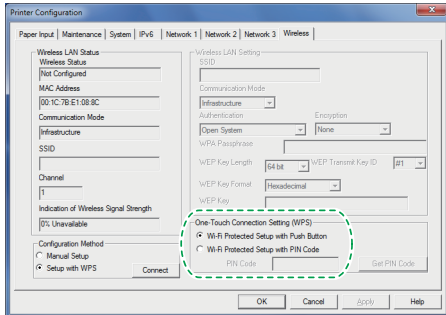 Printer Configuration
Paper Input Maintenance System IPv6 Network 1 Network 2 Network 3 Wireless
Wireless LAN Status
Wireless Status
Not Configured
MAC Address
00:1C:7B:E1:08:8C
Communication Mode
Infrastructure
SSID
Channel
1
Indication of Wireless Signal Strength
0% Unavailable
Configuration Method
Manual Setup
Setup with WPS
Connect
Wireless LAN Setting
SSID
Communication Mode
Infrastructure
Authentication Encryption
Open System None
WPA Passphrase
WEP Key Length 64 bit WEP Transmit Key ID #1
WEP Key Format Hexadecimal
WEP Key
One-Touch Connection Setting (WPS)
Wi-Fi Protected Setup with Push Button
Wi-Fi Protected Setup with PIN Code
PIN Code Get PIN Code
OK Cancel Apply Help